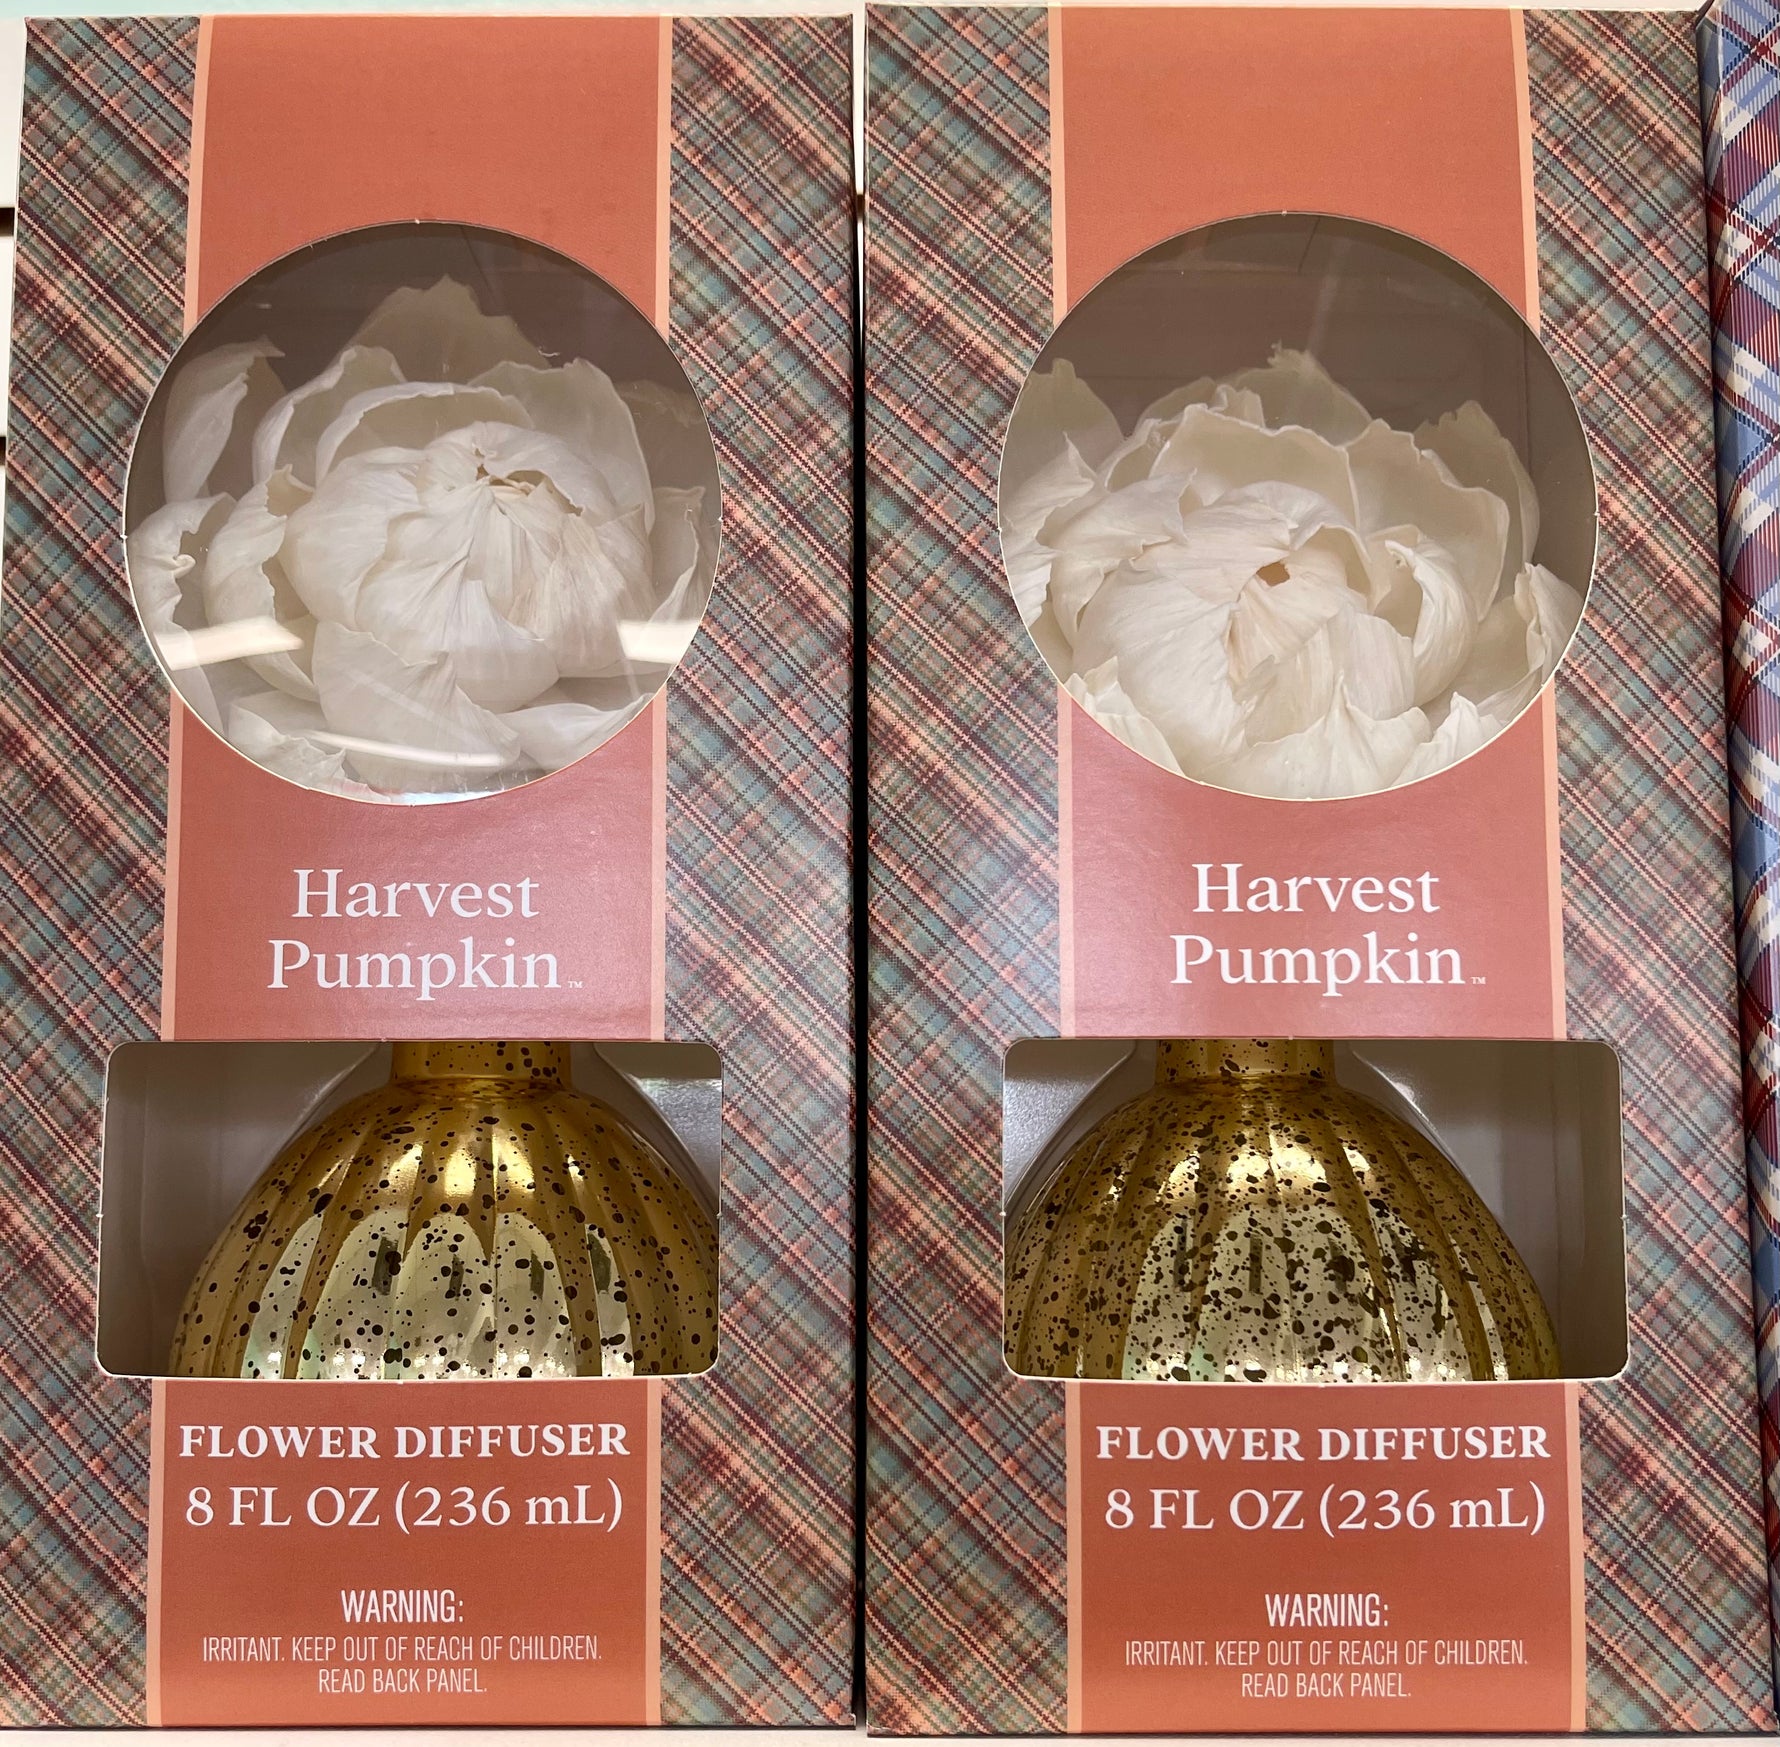 Harvest
Pumpkin™
FLOWER DIFFUSER
8 FL OZ (236 mL)
WARNING:
IRRITANT. KEEP OUT OF REACH OF CHILDREN.
READ BACK PANEL.
Harvest
Pumpkin™
FLOWER DIFFUSER
8 FL OZ (236 mL)
WARNING:
IRRITANT. KEEP OUT OF REACH OF CHILDREN.
READ BACK PANEL.